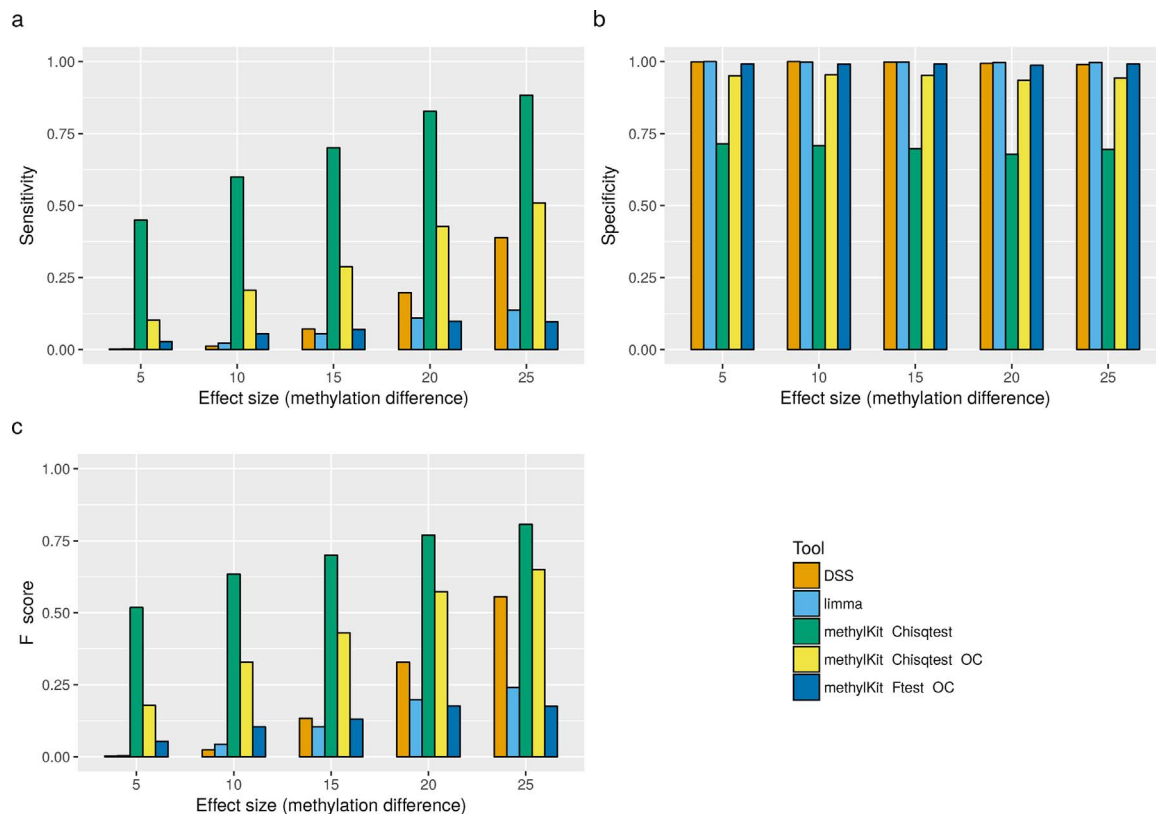 a
1.00
0.75
0.50
0.25
0.00
Sensitivity
5 10 15 20 25
Effect size (methylation difference)
b
1.00
0.75
0.50
0.25
0.00
Specificity
5 10 15 20 25
Effect size (methylation difference)
c
1.00
0.75
0.50
0.25
0.00
F score
5 10 15 20 25
Effect size (methylation difference)
Tool
DSS
limma
methylKit Chisqtest
methylKit Chisqtest OC
methylKit Ftest OC